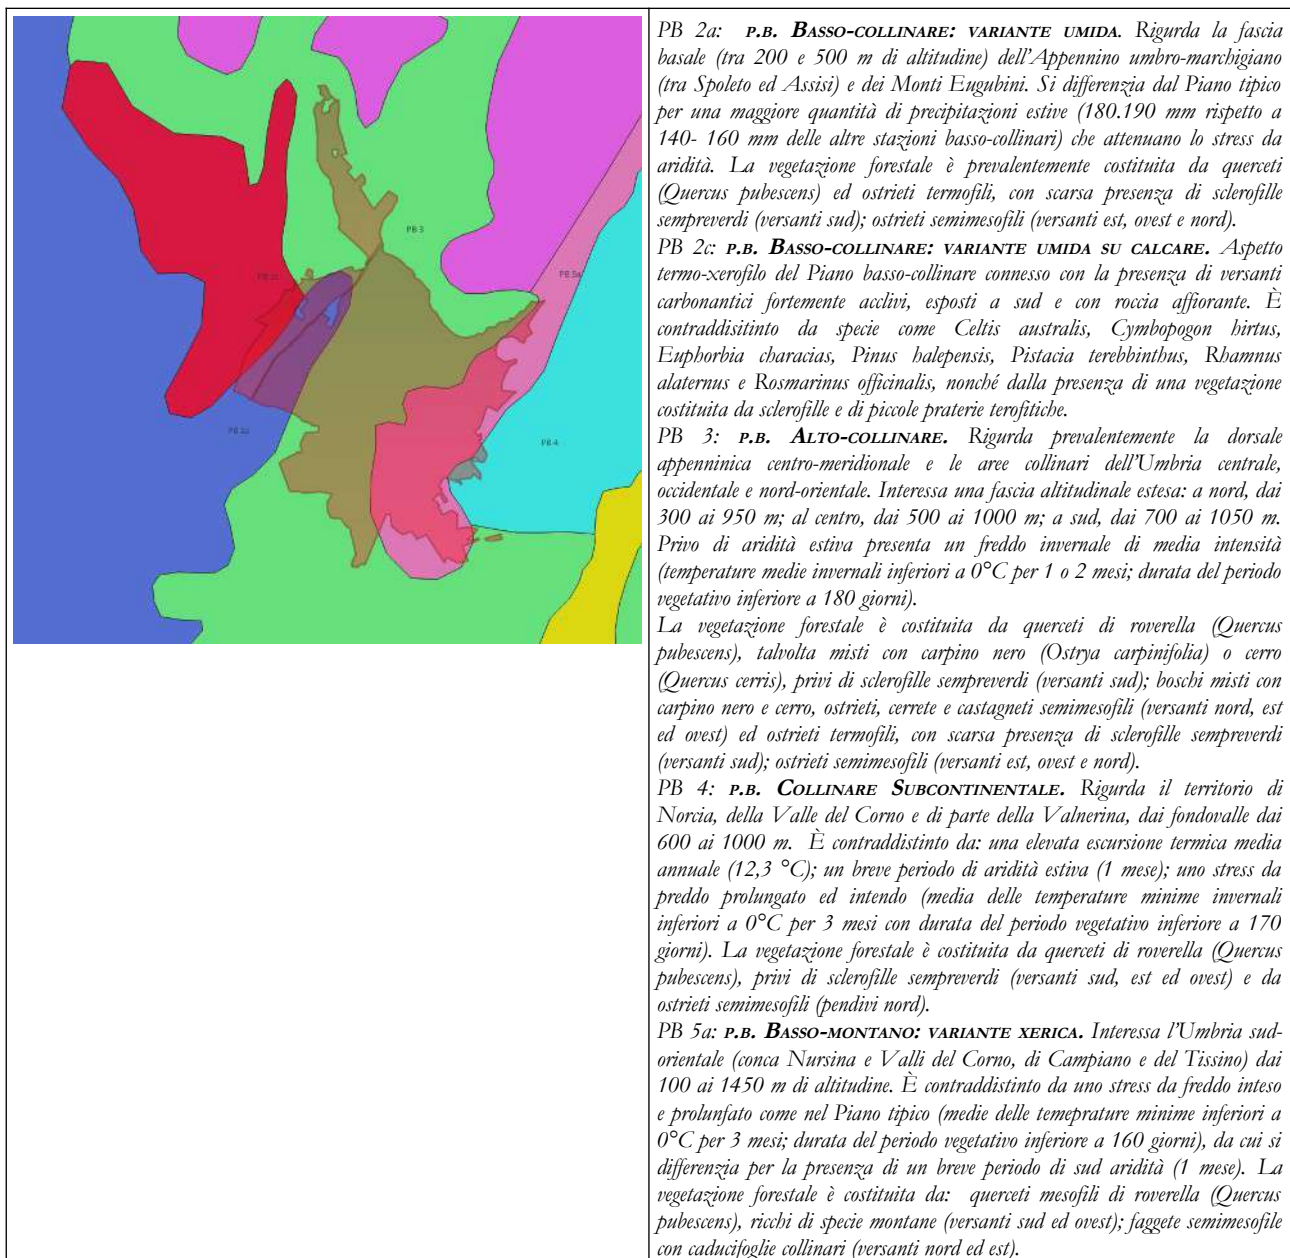 PB 3
PB 2c
PB 5a
PB 2a
PB 4
PB 2a: P.B. BASSO-COLLINARE: VARIANTE UMIDA. Rigurda la fascia
basale (tra 200 e 500 m di altitudine) dell'Appennino umbro-marchigiano
(tra Spoleto ed Assisi) e dei Monti Eugubini. Si differenzia dal Piano tipico
per una maggiore quantità di precipitazioni estive (180.190 mm rispetto a
140- 160 mm delle altre stazioni basso-collinari) che attenuano lo stress da
aridità. La vegetazione forestale è prevalentemente costituita da querceti
(Quercus pubescens) ed ostrieti termofili, con scarsa presenza di sclerofille
sempreverdi (versanti sud); ostrieti semimesofili (versanti est, ovest e nord).
PB 2c: P.B. BASSO-COLLINARE: VARIANTE UMIDA SU CALCARE. Aspetto
termo-xerofilo del Piano basso-collinare connesso con la presenza di versanti
carbonantici fortemente acclivi, esposti a sud e con roccia affiorante. È
contraddisitinto da specie come Celtis australis, Cymbopogon hirtus,
Euphorbia characias, Pinus halepensis, Pistacia terebbinthus, Rhamnus
alaternus e Rosmarinus officinalis, nonché dalla presenza di una vegetazione
costituita da sclerofille e di piccole praterie terofitiche.
PB 3: P.B. ALTO-COLLINARE. Rigurda prevalentemente la dorsale
appenninica centro-meridionale e le aree collinari dell'Umbria centrale,
occidentale e nord-orientale. Interessa una fascia altitudinale estesa: a nord, dai
300 ai 950 m; al centro, dai 500 ai 1000 m; a sud, dai 700 ai 1050 m.
Privo di aridità estiva presenta un freddo invernale di media intensità
(temperature medie invernali inferiori a 0°C per 1 o 2 mesi; durata del periodo
vegetativo inferiore a 180 giorni).
La vegetazione forestale è costituita da querceti di roverella (Quercus
pubescens), talvolta misti con carpino nero (Ostrya carpinifolia) o cerro
(Quercus cerris), privi di sclerofille sempreverdi (versanti sud); boschi misti con
carpino nero e cerro, ostrieti, cerrete e castagneti semimesofili (versanti nord, est
ed ovest) ed ostrieti termofili, con scarsa presenza di sclerofille sempreverdi
(versanti sud); ostrieti semimesofili (versanti est, ovest e nord).
PB 4: P.B. COLLINARE SUBCONTINENTALE. Rigurda il territorio di
Norcia, della Valle del Corno e di parte della Valnerina, dai fondovalle dai
600 ai 1000 m. È contraddistinto da: una elevata escursione termica media
annuale (12,3 °C); un breve periodo di aridità estiva (1 mese); uno stress da
preddo prolungato ed intendo (media delle temperature minime invernali
inferiori a 0°C per 3 mesi con durata del periodo vegetativo inferiore a 170
giorni). La vegetazione forestale è costituita da querceti di roverella (Quercus
pubescens), privi di sclerofille sempreverdi (versanti sud, est ed ovest) e da
ostrieti semimesofili (pendivi nord).
PB 5a: P.B. BASSO-MONTANO: VARIANTE XERICA. Interessa l'Umbria sud-
orientale (conca Nursina e Valli del Corno, di Campiano e del Tissino) dai
100 ai 1450 m di altitudine. È contraddistinto da uno stress da freddo inteso
e prolunfato come nel Piano tipico (medie delle temeprature minime inferiori a
0°C per 3 mesi; durata del periodo vegetativo inferiore a 160 giorni), da cui si
differenzia per la presenza di un breve periodo di sud aridità (1 mese). La
vegetazione forestale è costituita da: querceti mesofili di roverella (Quercus
pubescens), ricchi di specie montane (versanti sud ed ovest); faggete semimesofile
con caducifoglie collinari (versanti nord ed est).